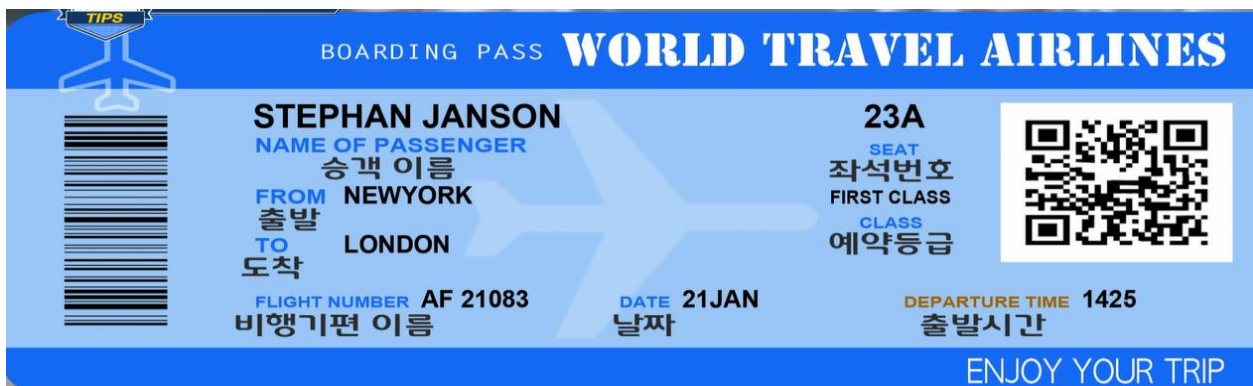 TIPS
BOARDING PASS WORLD TRAVEL AIRLINES
STEPHAN JANSON
NAME OF PASSENGER
승객 이름
FROM NEWYORK
출발
TO LONDON
도착
23A
SEAT
좌석번호
FIRST CLASS
CLASS
예약등급
FLIGHT NUMBER AF 21083
비행기편 이름
DATE 21JAN
날짜
DEPARTURE TIME 1425
출발시간
ENJOY YOUR TRIP